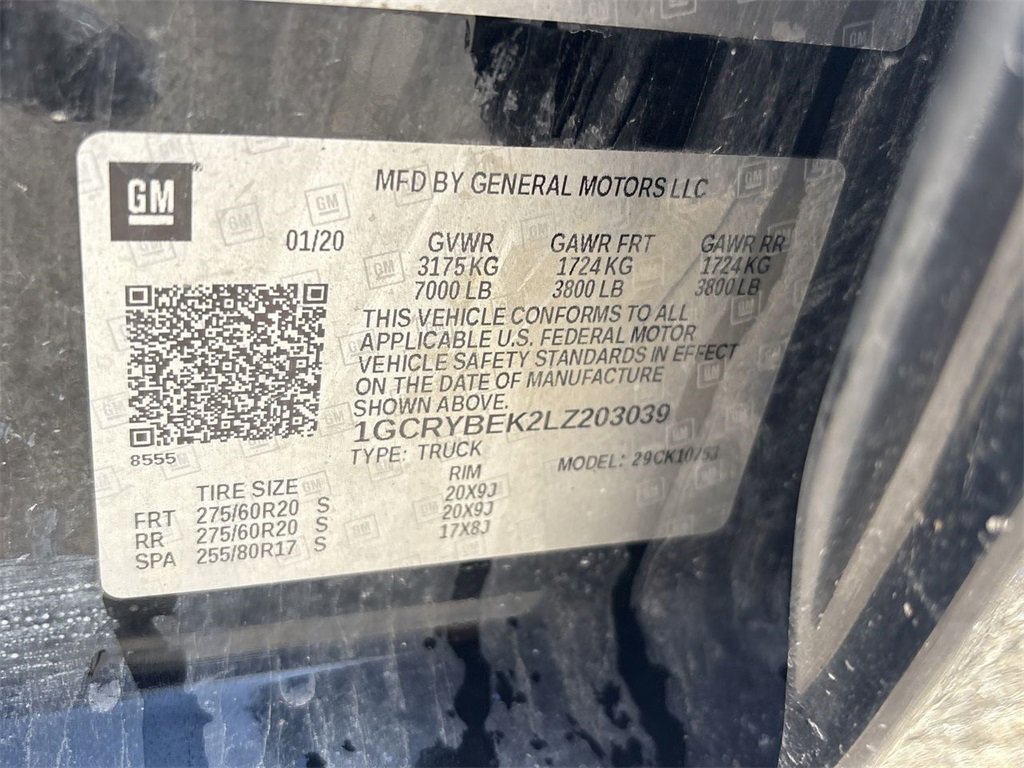 GM
MFD BY GENERAL MOTORS LLC
01/20 GVWR GAWR FRT GAWR RR
3175 KG 1724 KG 1724 KG
7000 LB 3800 LB 3800 LB
THIS VEHICLE CONFORMS TO ALL
APPLICABLE U.S. FEDERAL MOTOR
VEHICLE SAFETY STANDARDS IN EFFECT
ON THE DATE OF MANUFACTURE
SHOWN ABOVE.
1GCRYBEK2LZ203039
8555
TYPE: TRUCK MODEL: 29CK10753
TIRE SIZE RIM
FRT 275/60R20 S 20X9J
RR 275/60R20 S 20X9J
SPA 255/80R17 S 17X8J